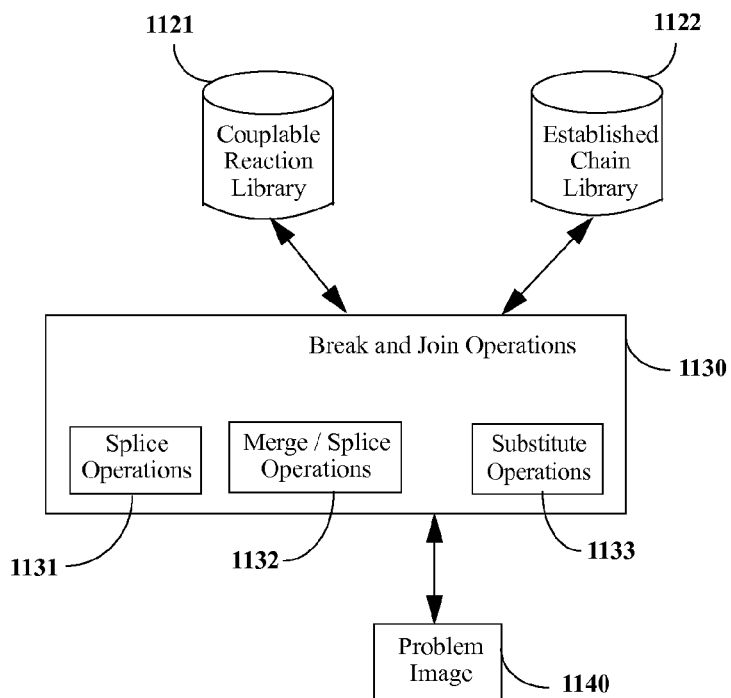 1121
1122
Couplable
Reaction
Library
Established
Chain
Library
Break and Join Operations
1130
Splice
Operations
Merge / Splice
Operations
Substitute
Operations
1131
1132
1133
Problem
Image
1140